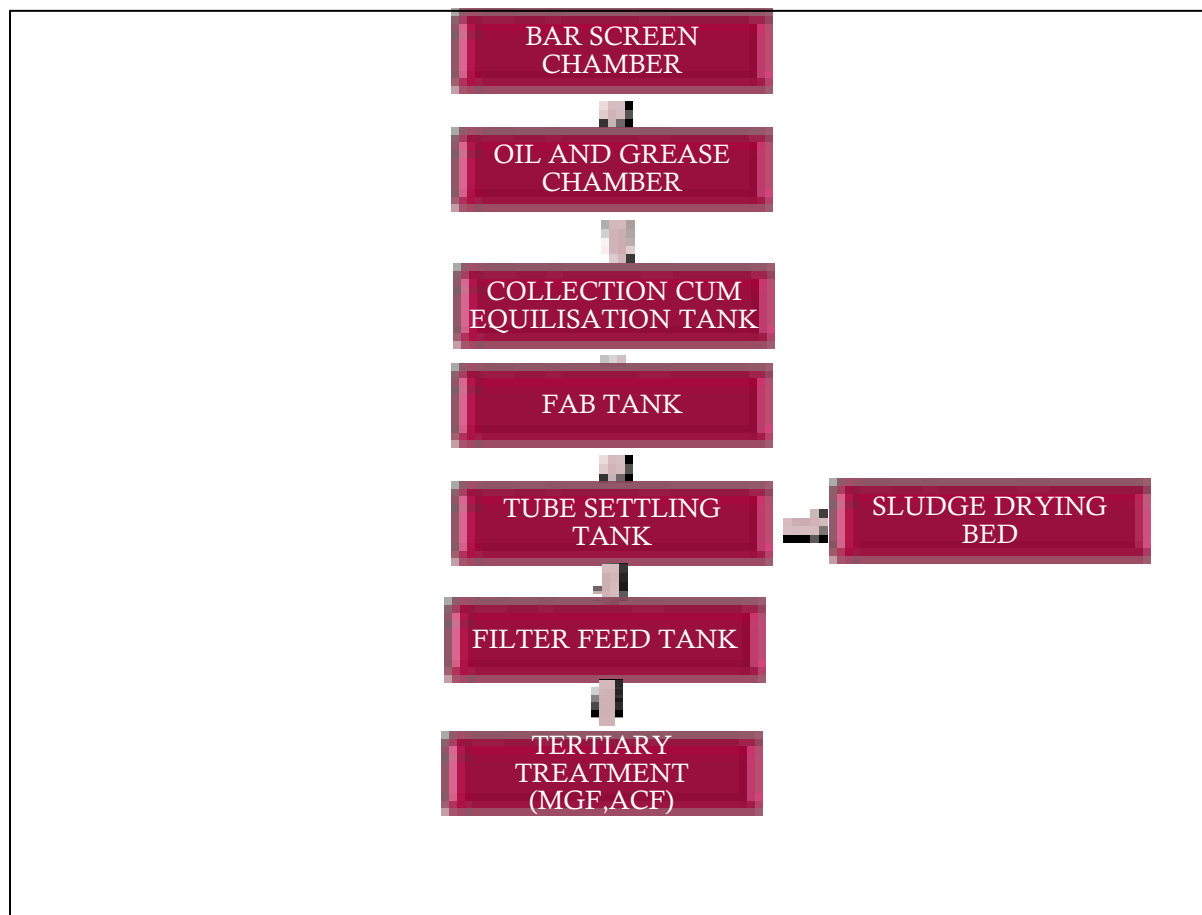 BAR SCREEN
CHAMBER
OIL AND GREASE
CHAMBER
COLLECTION CUM
EQUILISATION TANK
FAB TANK
TUBE SETTLING
TANK
SLUDGE DRYING
BED
FILTER FEED TANK
TERTIARY
TREATMENT
(MGF,ACF)